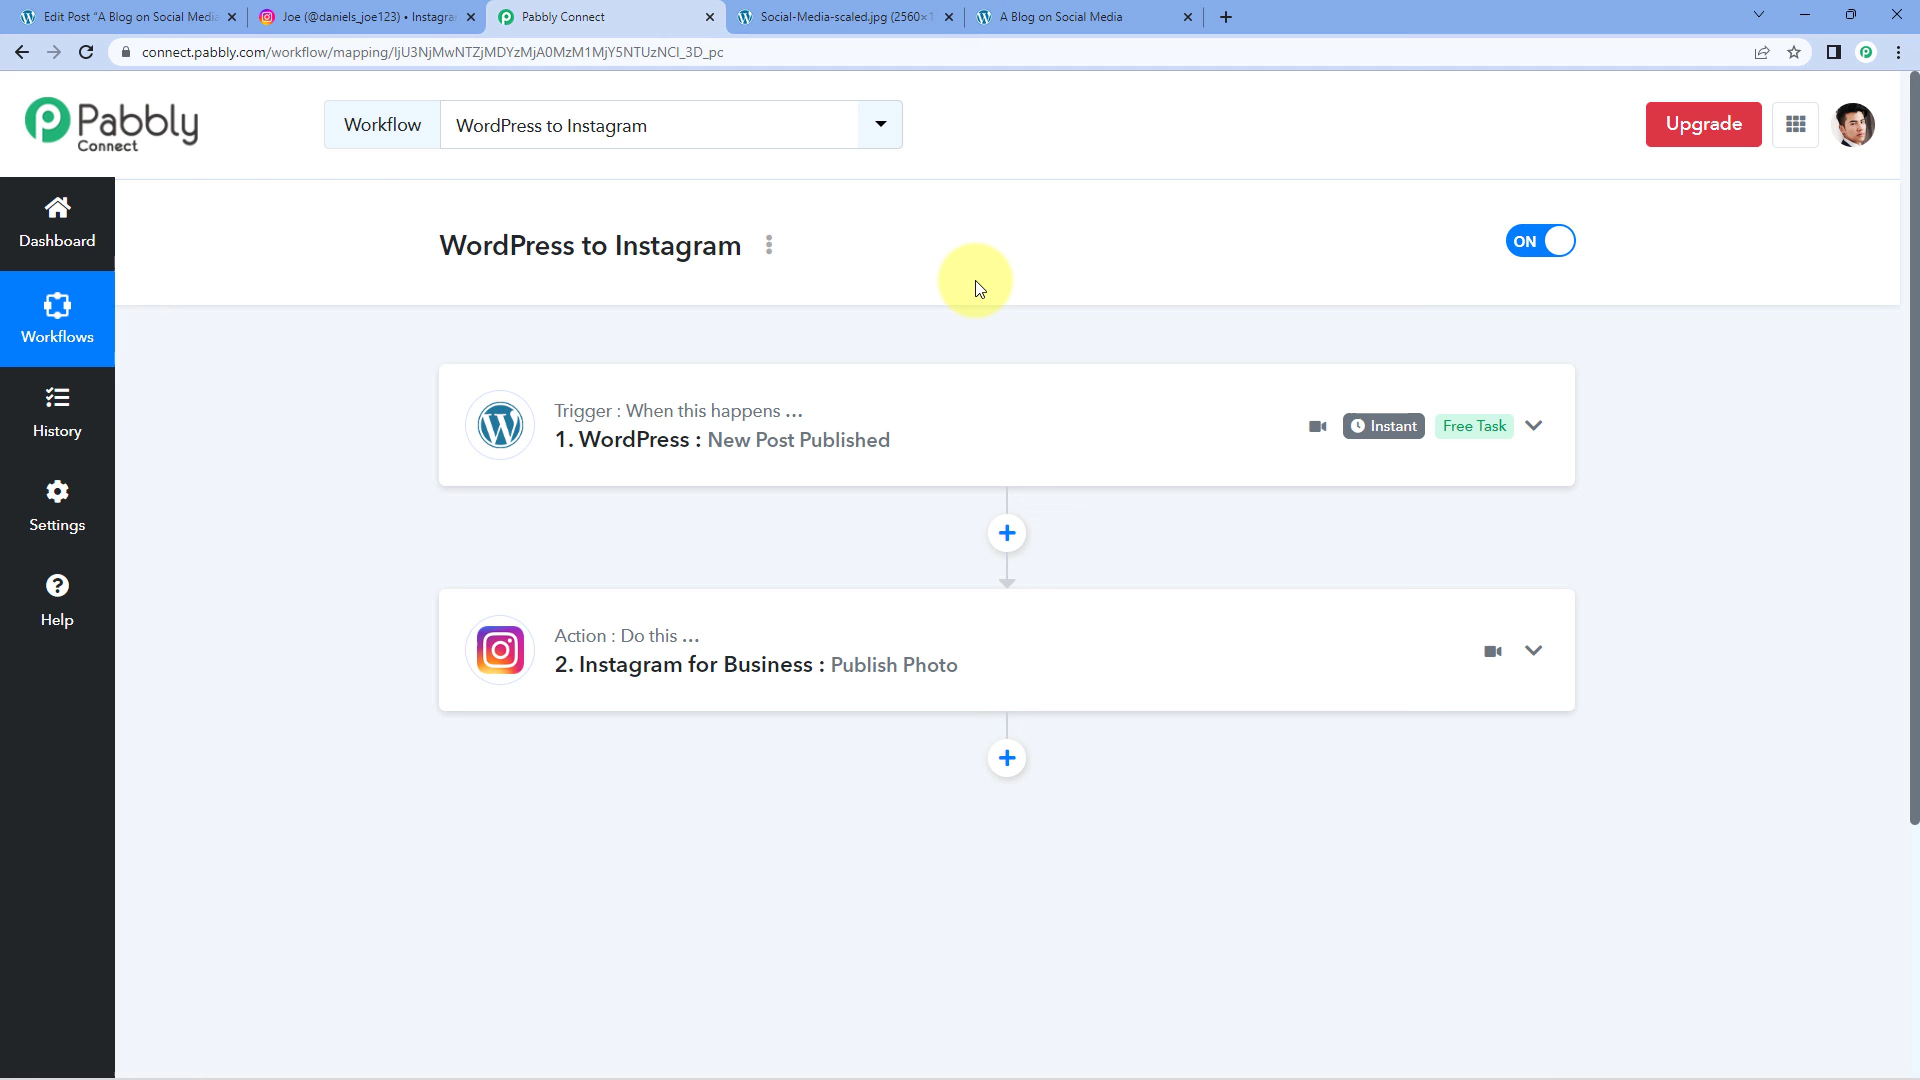 Edit Post "A Blog on Social Media
Joe (@daniels_joe123) • Instagra
Pabbly Connect
Social-Media-scaled.jpg (2560×1
A Blog on Social Media
connect.pabbly.com/workflow/mapping/IjU3NjMwNTZjMDYzMjA0MzM1MjY5NTUzNCI_3D_pc
Pabbly
Connect
Workflow
WordPress to Instagram
Upgrade
Dashboard
Workflows
History
Settings
Help
WordPress to Instagram
ON
Trigger : When this happens ...
1. WordPress : New Post Published
Instant
Free Task
Action : Do this ...
2. Instagram for Business : Publish Photo